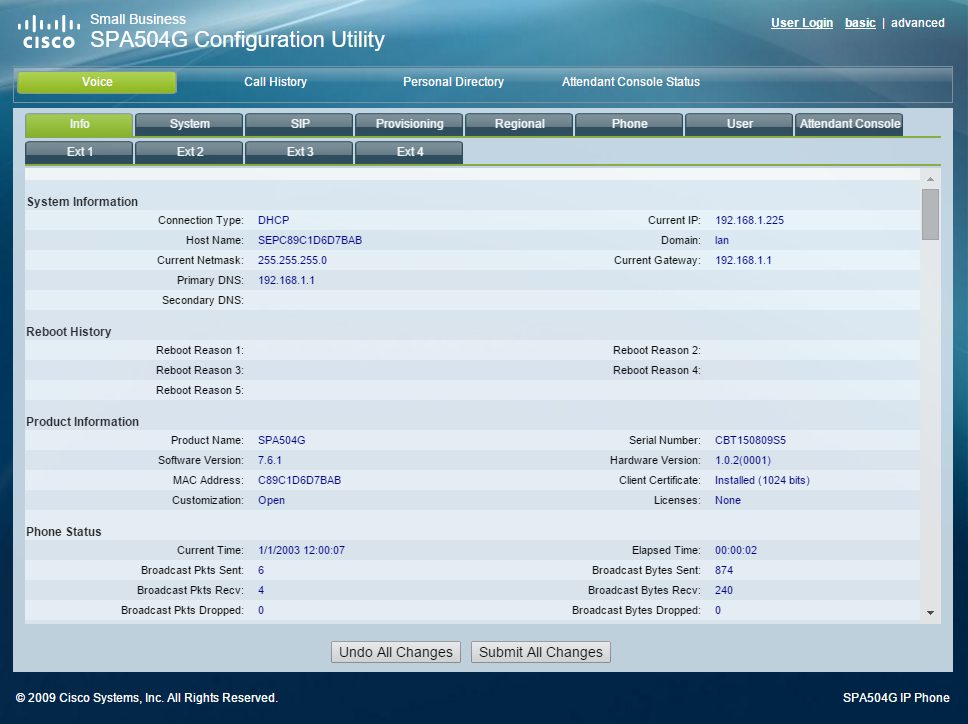 Small Business
CISCO SPA504G Configuration Utility
User Login basic | advanced
Voice Call History Personal Directory Attendant Console Status
Info System SIP Provisioning Regional Phone User Attendant Console
Ext 1 Ext 2 Ext 3 Ext 4
System Information
Connection Type: DHCP Current IP: 192.168.1.225
Host Name: SEPC89C1D6D7BAB Domain: lan
Current Netmask: 255.255.255.0 Current Gateway: 192.168.1.1
Primary DNS: 192.168.1.1
Secondary DNS:
Reboot History
Reboot Reason 1: Reboot Reason 2:
Reboot Reason 3: Reboot Reason 4:
Reboot Reason 5:
Product Information
Product Name: SPA504G Serial Number: CBT150809S5
Software Version: 7.6.1 Hardware Version: 1.0.2(0001)
MAC Address: C89C1D6D7BAB Client Certificate: Installed (1024 bits)
Customization: Open Licenses: None
Phone Status
Current Time: 1/1/2003 12:00:07 Elapsed Time: 00:00:02
Broadcast Pkts Sent: 6 Broadcast Bytes Sent: 874
Broadcast Pkts Recv: 4 Broadcast Bytes Recv: 240
Broadcast Pkts Dropped: 0 Broadcast Bytes Dropped: 0
Undo All Changes Submit All Changes
© 2009 Cisco Systems, Inc. All Rights Reserved. SPA504G IP Phone